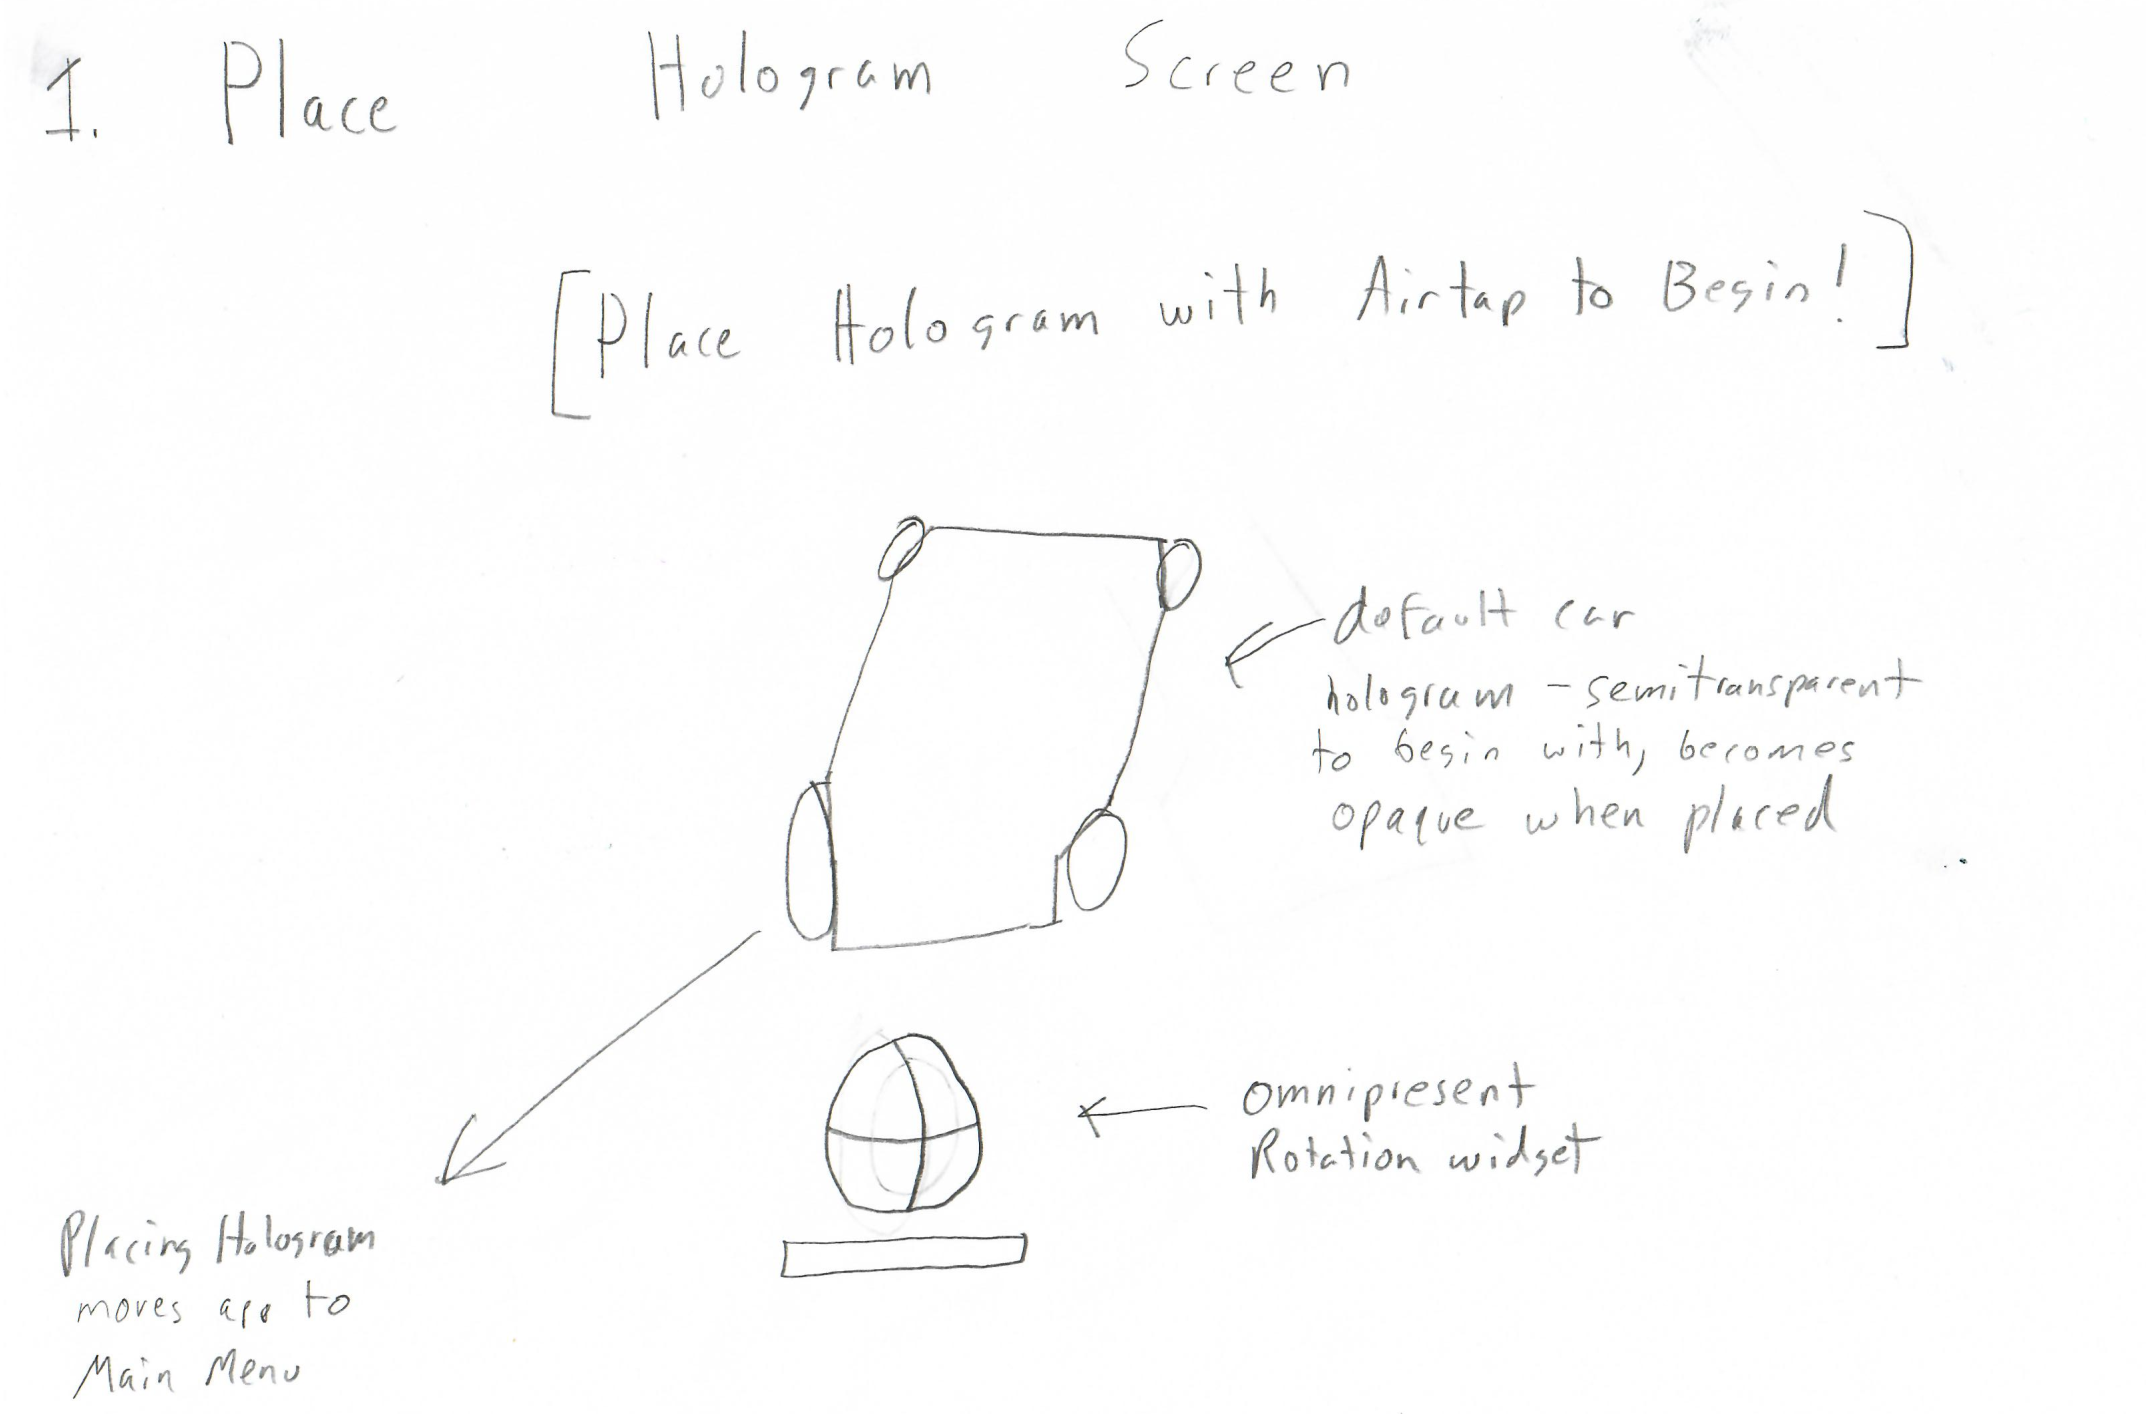 1. Place Hologram Screen
[Place Hologram with Airtap to Begin!]
default car
hologram - semitransparent
to begin with, becomes
opaque when placed
omnipresent
Rotation widget
Placing Hologram
moves app to
Main Menu